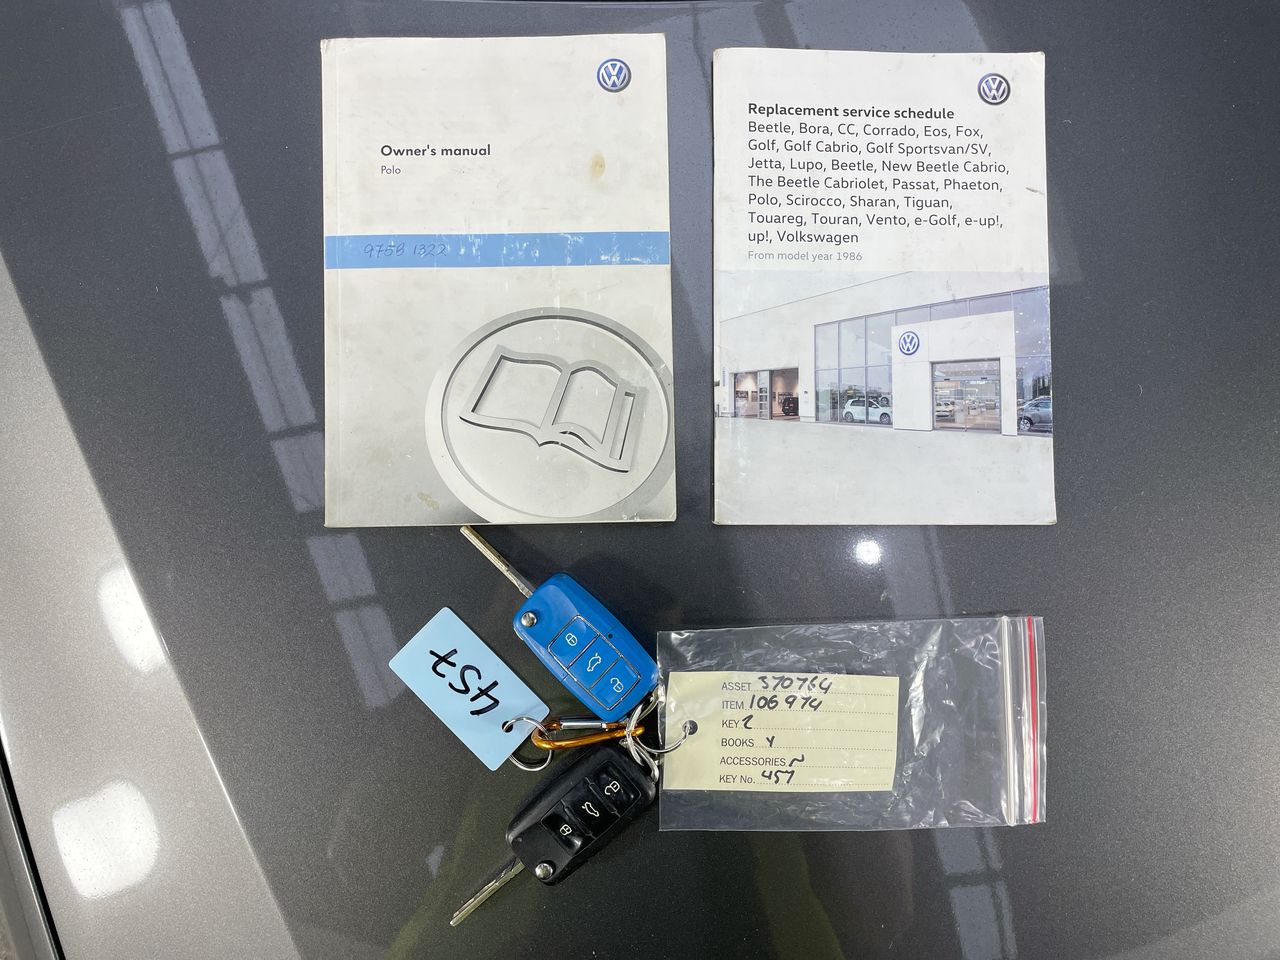 Owner's manual
Polo
975B 1322
Replacement service schedule
Beetle, Bora, CC, Corrado, Eos, Fox,
Golf, Golf Cabrio, Golf Sportsvan/SV,
Jetta, Lupo, Beetle, New Beetle Cabrio,
The Beetle Cabriolet, Passat, Phaeton,
Polo, Scirocco, Sharan, Tiguan,
Touareg, Touran, Vento, e-Golf, e-up!,
up!, Volkswagen
From model year 1986
457
ASSET 370764
ITEM 106974
KEY 2
BOOKS Y
ACCESSORIES N
KEY No. 457